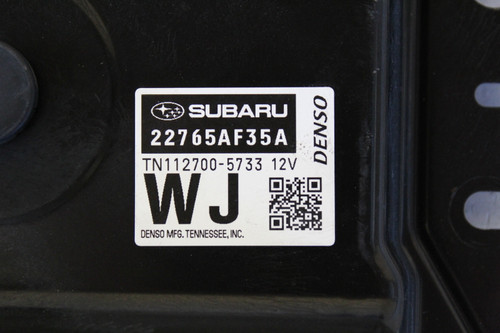 SUBARU
22765AF35A
DENSO
TN112700-5733 12V
WJ
DENSO MFG. TENNESSEE, INC.